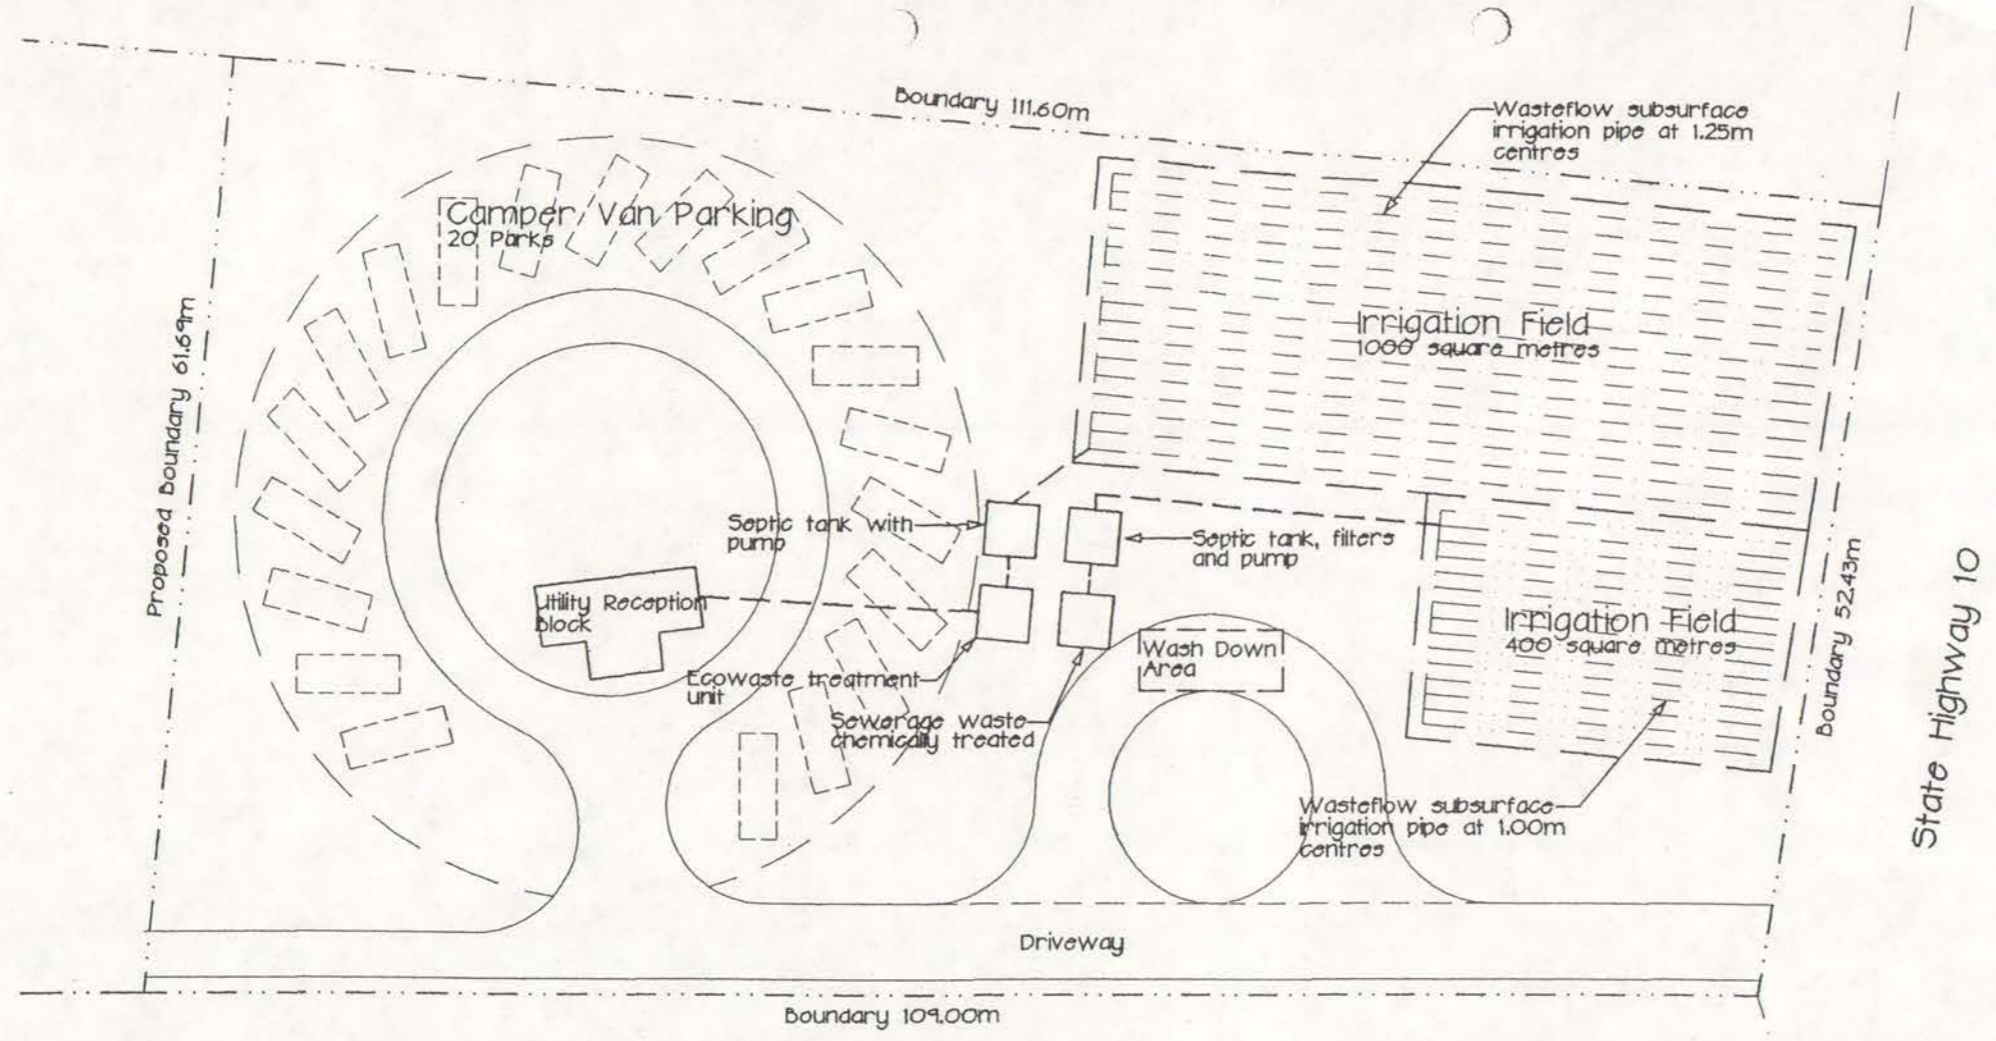 Boundary 111.60m
Wasteflow subsurface
irrigation pipe at 1.25m
centres
Camper Van Parking
20 Parks
Proposed Boundary 61.69m
Irrigation Field
1000 square metres
Septic tank with
pump
Septic tank, filters
and pump
Utility Reception
Block
Irrigation Field
400 square metres
Wash Down
Area
Ecowaste treatment
unit
Sewerage waste
chemically treated
Boundary 52.43m
State Highway 10
Wasteflow subsurface
irrigation pipe at 1.00m
centres
Driveway
Boundary 109.00m